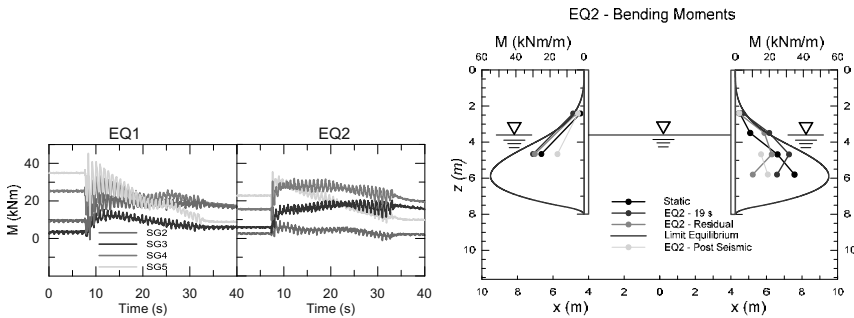 EQ2 - Bending Moments
M (kNm/m)
M (kNm/m)
60 40 20 0
0 20 40 60
0
2
4
6
8
10
z (m)
0
2
4
6
8
10
Static
EQ2 - 19 s
EQ2 - Residual
Limit Equilibrium
EQ2 - Post Seismic
10 8 6 4 2 0 2 4 6 8 10
x (m)
x (m)
EQ1
EQ2
M (kNm)
40
20
0
SG2
SG3
SG4
SG5
0 10 20 30 40
0 10 20 30 40
Time (s)
Time (s)